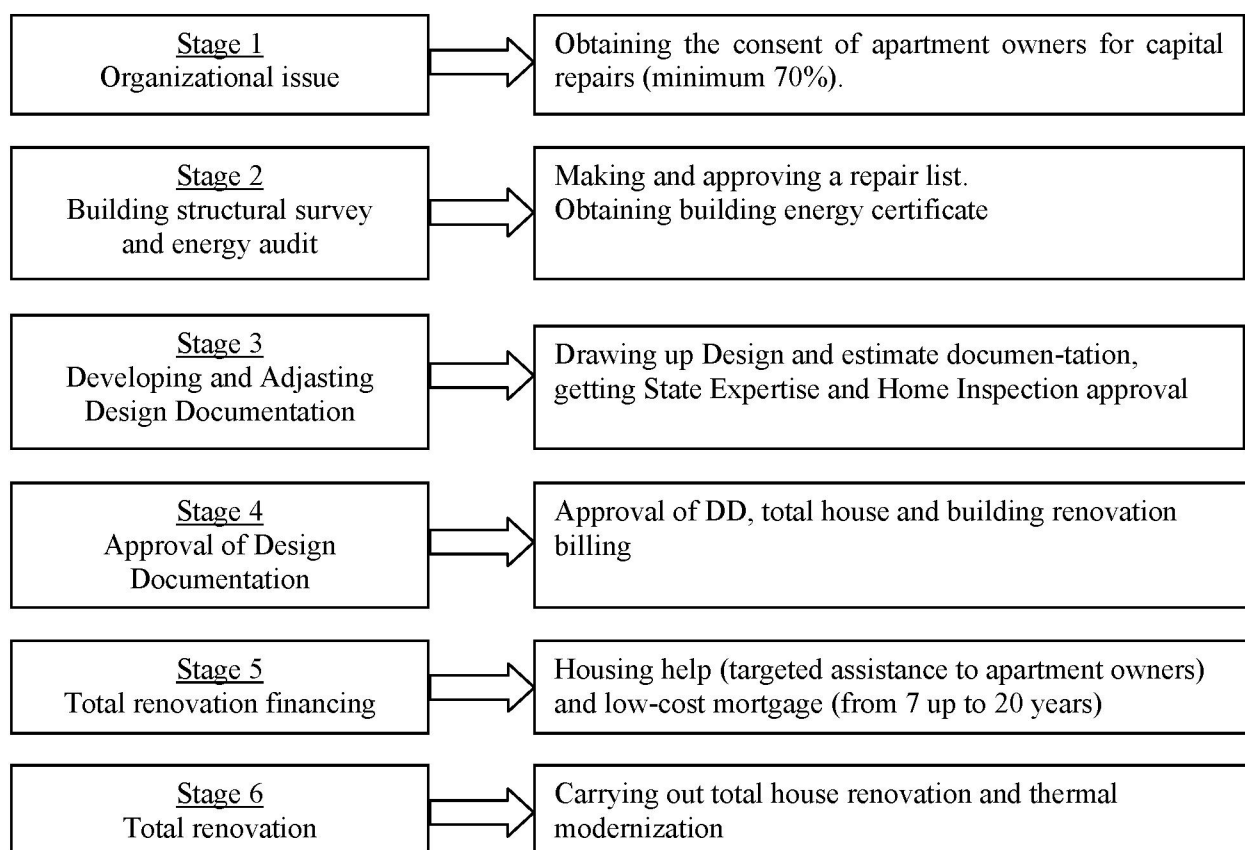 Stage 1
Organizational issue
Obtaining the consent of apartment owners for capital
repairs (minimum 70%).
Stage 2
Building structural survey
and energy audit
Making and approving a repair list.
Obtaining building energy certificate
Stage 3
Developing and Adjasting
Design Documentation
Drawing up Design and estimate documen-tation,
getting State Expertise and Home Inspection approval
Stage 4
Approval of Design
Documentation
Approval of DD, total house and building renovation
billing
Stage 5
Total renovation financing
Housing help (targeted assistance to apartment owners)
and low-cost mortgage (from 7 up to 20 years)
Stage 6
Total renovation
Carrying out total house renovation and thermal
modernization